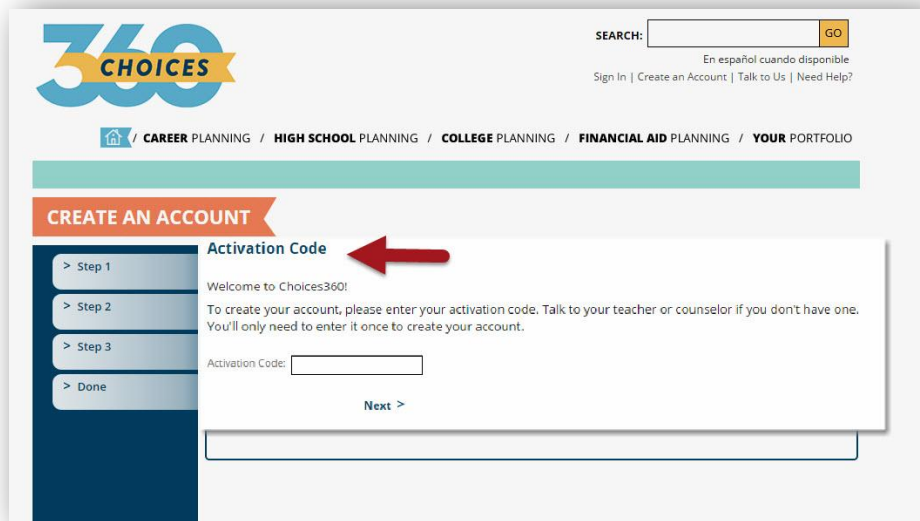 360
CHOICES
SEARCH:
GO
En español cuando disponible
Sign In | Create an Account | Talk to Us | Need Help?
/ CAREER PLANNING / HIGH SCHOOL PLANNING / COLLEGE PLANNING / FINANCIAL AID PLANNING / YOUR PORTFOLIO
CREATE AN ACCOUNT
> Step 1
> Step 2
> Step 3
> Done
Activation Code
Welcome to Choices360!
To create your account, please enter your activation code. Talk to your teacher or counselor if you don't have one.
You'll only need to enter it once to create your account.
Activation Code:
Next >